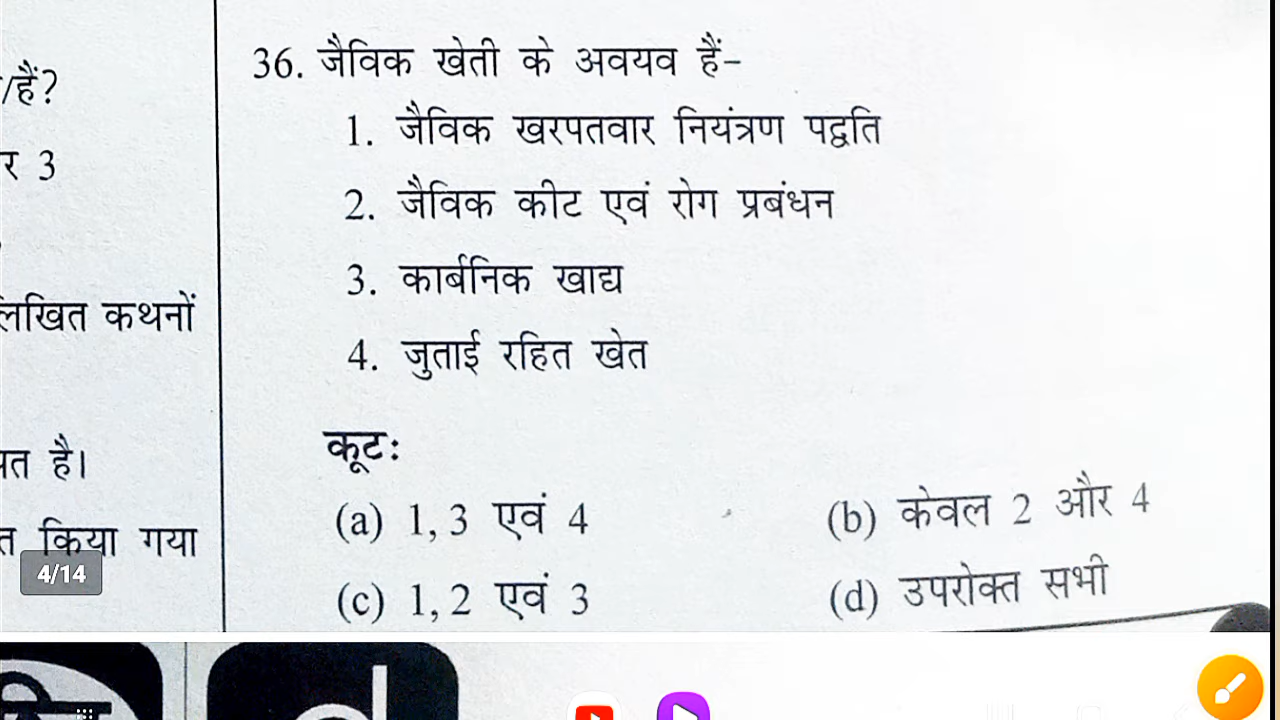 /हैं?
र 3
लिखित कथनों
है।
किया गया
4/14
36. जैविक खेती के अवयव हैं-
1. जैविक खरपतवार नियंत्रण पद्वति
2. जैविक कीट एवं रोग प्रबंधन
3. कार्बनिक खाद्य
4. जुताई रहित खेत
कूटः
(a) 1, 3 एवं 4
(b) केवल 2 और 4
(c) 1, 2 एवं 3
(d) उपरोक्त सभी